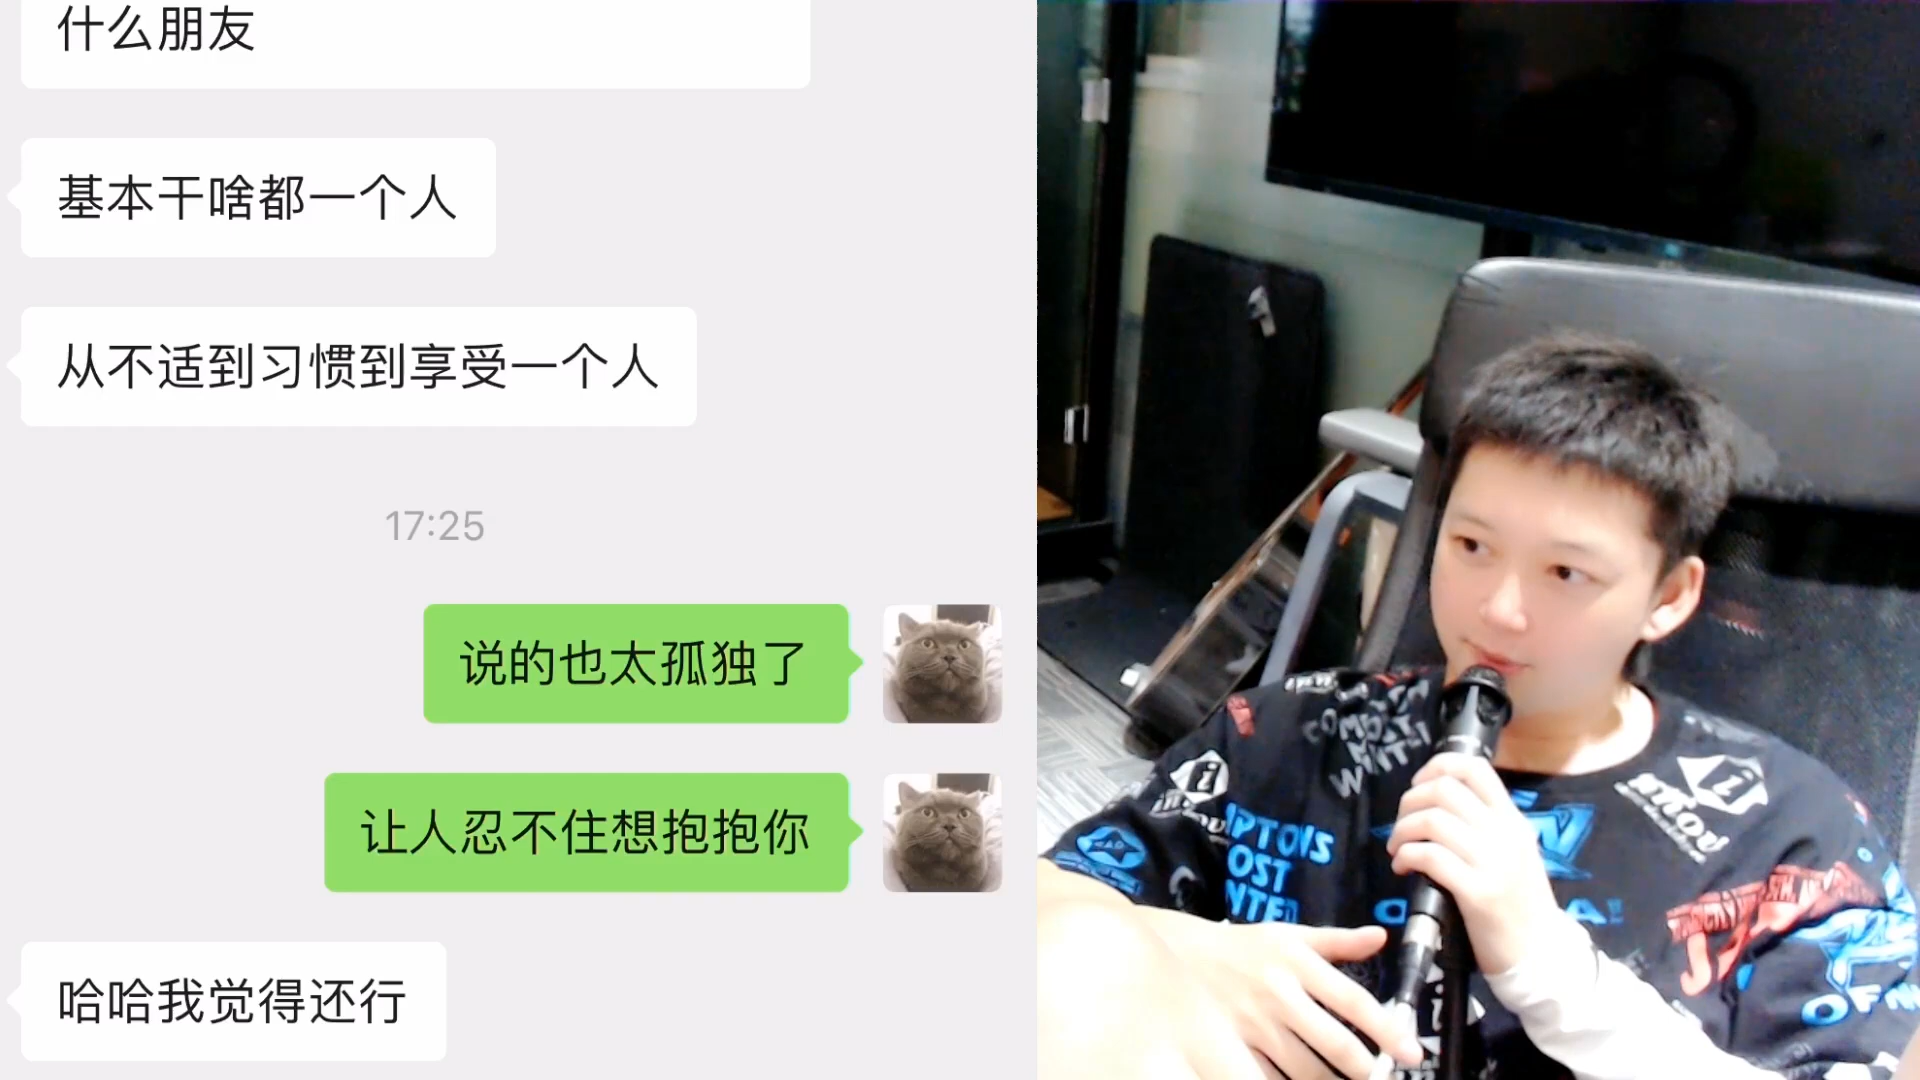 什么朋友
基本干啥都一个人
从不适到习惯到享受一个人
17:25
说的也太孤独了
让人忍不住想抱抱你
哈哈我觉得还行
OST